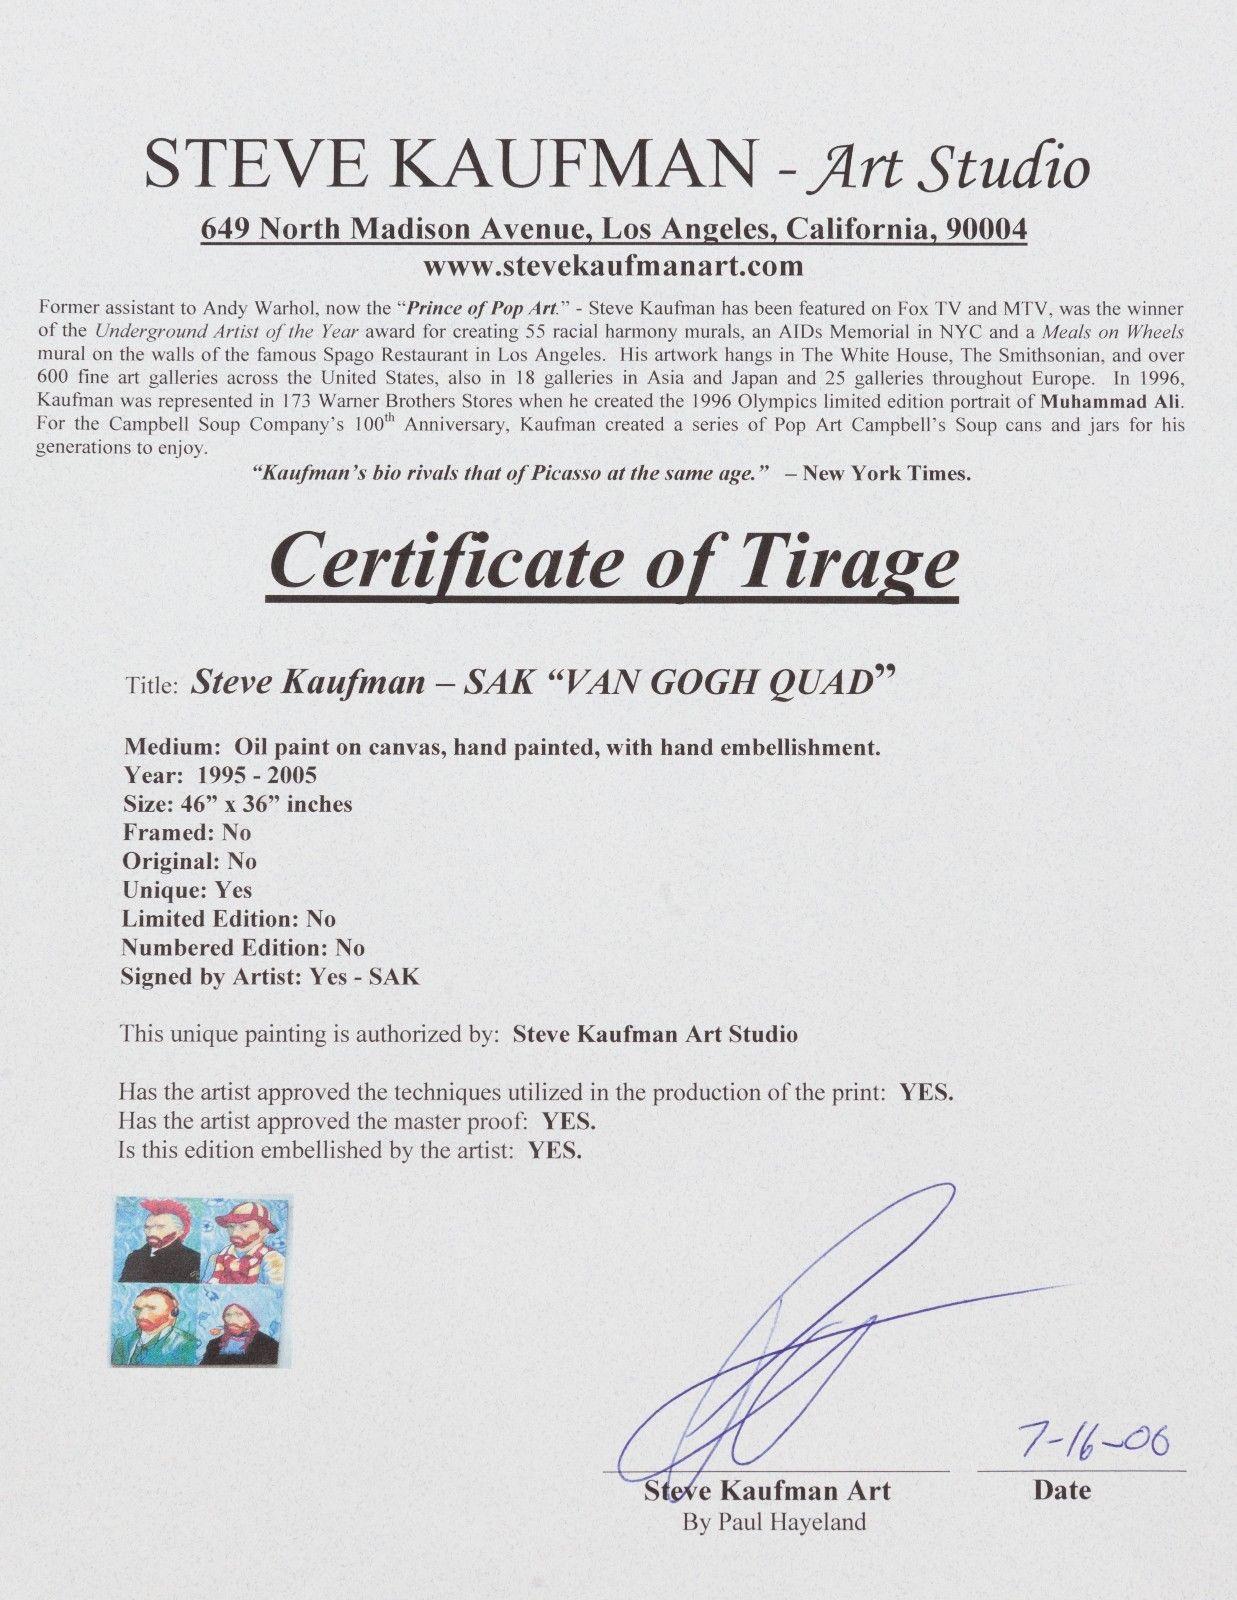 STEVE KAUFMAN - Art Studio
649 North Madison Avenue, Los Angeles, California, 90004
www.stevekaufmanart.com
Former assistant to Andy Warhol, now the “Prince of Pop Art.” - Steve Kaufman has been featured on Fox TV and MTV, was the winner
of the Underground Artist of the Year award for creating 55 racial harmony murals, an AIDs Memorial in NYC and a Meals on Wheels
mural on the walls of the famous Spago Restaurant in Los Angeles. His artwork hangs in The White House, The Smithsonian, and over
600 fine art galleries across the United States, also in 18 galleries in Asia and Japan and 25 galleries throughout Europe. In 1996,
Kaufman was represented in 173 Warner Brothers Stores when he created the 1996 Olympics limited edition portrait of Muhammad Ali.
For the Campbell Soup Company’s 100th Anniversary, Kaufman created a series of Pop Art Campbell’s Soup cans and jars for his
generations to enjoy.
“Kaufman’s bio rivals that of Picasso at the same age.” – New York Times.
Certificate of Tirage
Title: Steve Kaufman – SAK “VAN GOGH QUAD”
Medium: Oil paint on canvas, hand painted, with hand embellishment.
Year: 1995 - 2005
Size: 46” x 36” inches
Framed: No
Original: No
Unique: Yes
Limited Edition: No
Numbered Edition: No
Signed by Artist: Yes - SAK
This unique painting is authorized by: Steve Kaufman Art Studio
Has the artist approved the techniques utilized in the production of the print: YES.
Has the artist approved the master proof: YES.
Is this edition embellished by the artist: YES.
7-16-06
Steve Kaufman Art Date
By Paul Hayeland